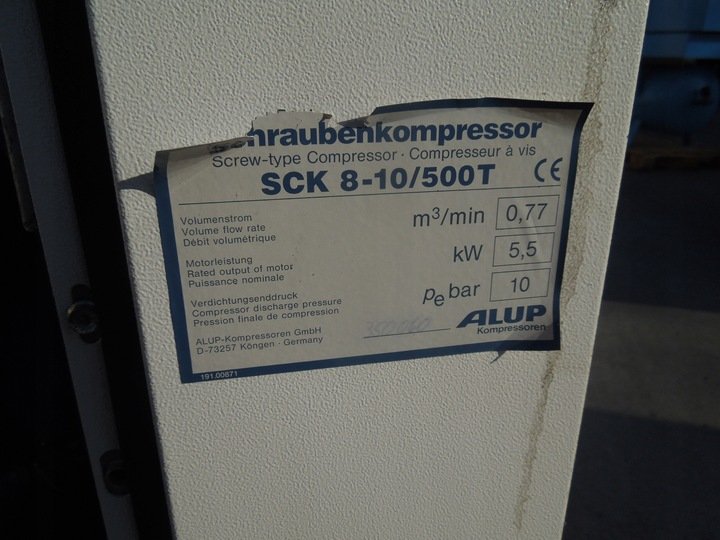 hraubenkompressor
Screw-type Compressor · Compresseur à vis
SCK 8-10/500T CE
Volumenstrom
Volume flow rate
Débit volumétrique
m³/min 0,77
Motorleistung
Rated output of motor
Puissance nominale
kW 5,5
Verdichtungsenddruck
Compressor discharge pressure
Pression finale de compression
pe bar 10
ALUP-Kompressoren GmbH
D-73257 Köngen · Germany
ALUP
Kompressoren
191.00871